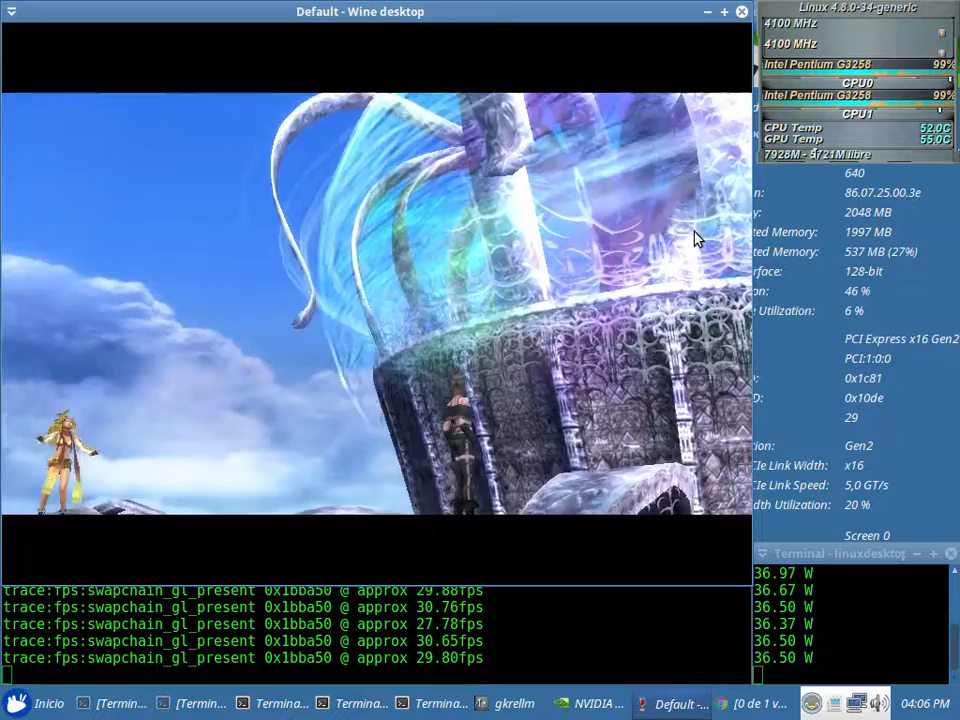 Default - Wine desktop
Linux 4.8.0-34-generic
4100 MHz
4100 MHz
Intel Pentium G3258 99%
CPU0
Intel Pentium G3258 99%
CPU1
CPU Temp 52.0C
GPU Temp 55.0C
7928M - 5721M libre
640
n: 86.07.25.00.3e
y: 2048 MB
ted Memory: 1997 MB
ted Memory: 537 MB (27%)
rface: 128-bit
on: 46 %
e Utilization: 6 %
PCI Express x16 Gen2
PCI:1:0:0
D: 0x1c81
D: 0x10de
29
tion: Gen2
Ie Link Width: x16
Ie Link Speed: 5,0 GT/s
dth Utilization: 20 %
Screen 0
Terminal - linuxdesktop
trace:fps:swapchain_gl_present 0x1bba50 @ approx 29.88fps
trace:fps:swapchain_gl_present 0x1bba50 @ approx 30.76fps
trace:fps:swapchain_gl_present 0x1bba50 @ approx 27.78fps
trace:fps:swapchain_gl_present 0x1bba50 @ approx 30.65fps
trace:fps:swapchain_gl_present 0x1bba50 @ approx 29.80fps
36.97 W
36.67 W
36.50 W
36.37 W
36.50 W
36.50 W
Inicio [Termin... [Termin... Termina... Termina... Termina... gkrellm NVIDIA ... Default -... [0 de 1 v... 04:06 PM